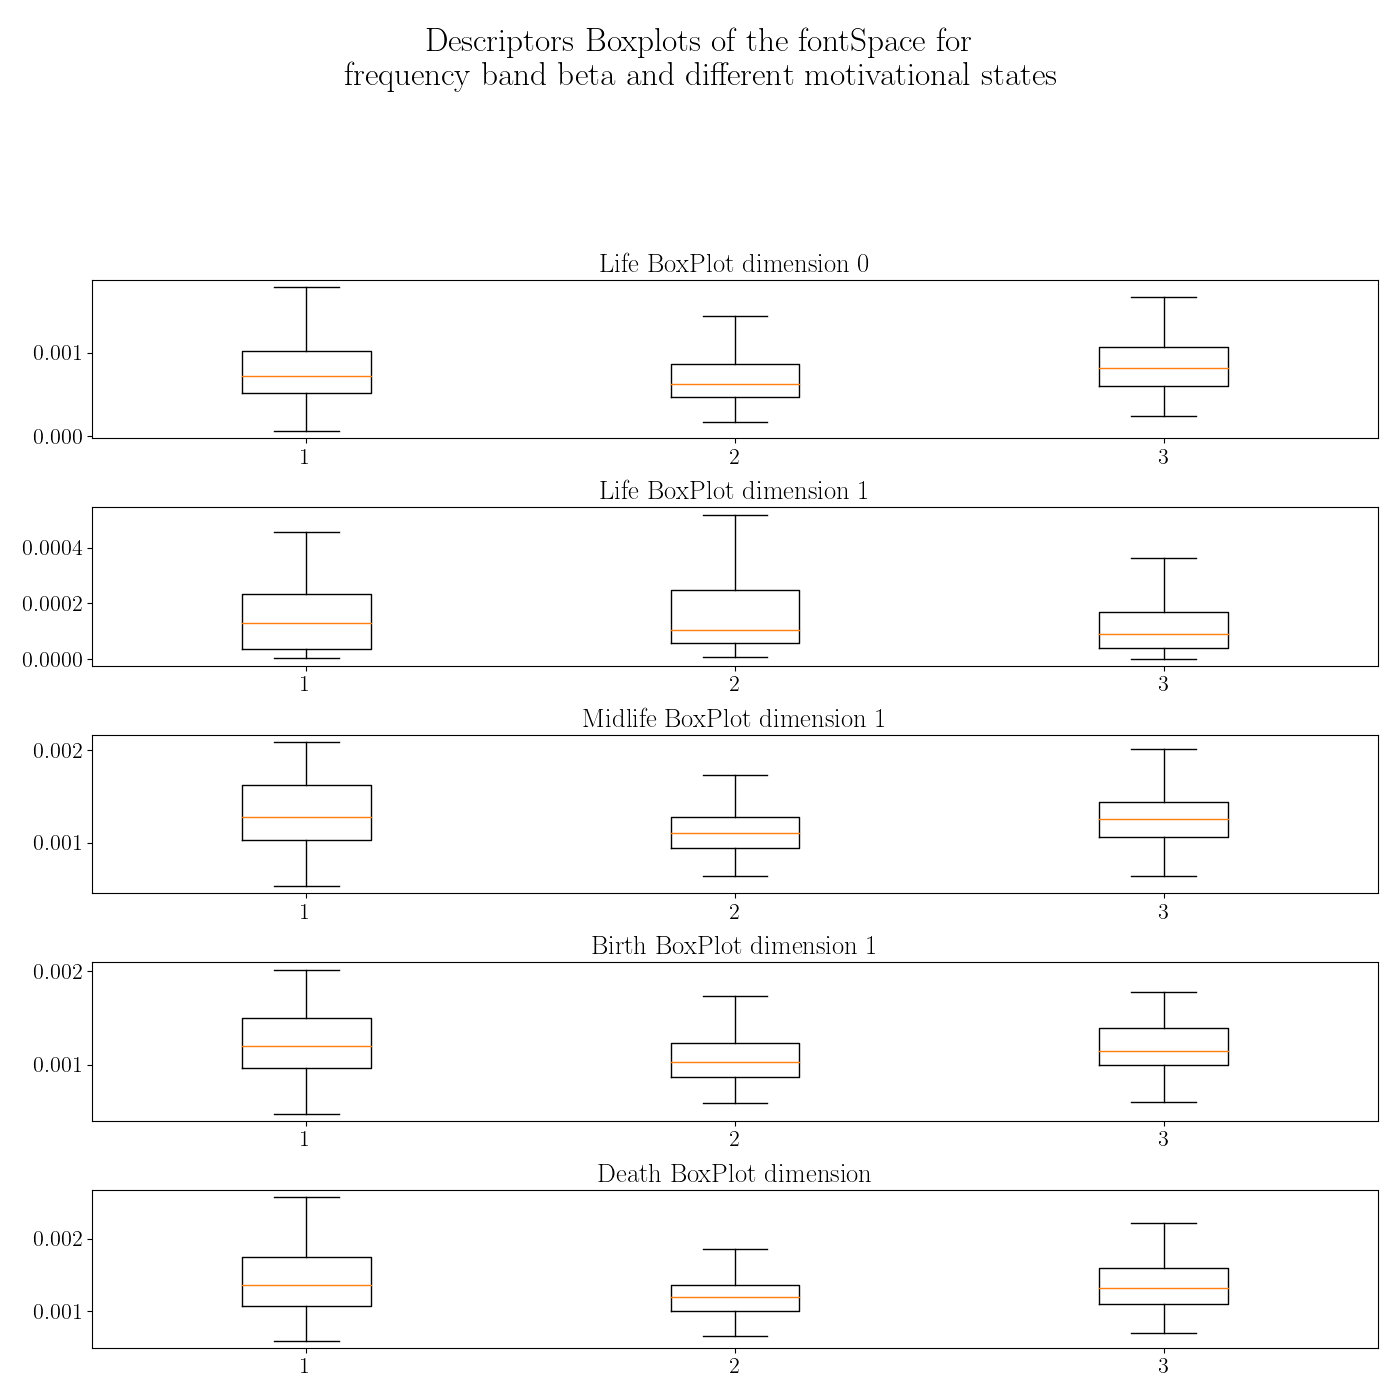 Descriptors Boxplots of the fontSpace for
frequency band beta and different motivational states
Life BoxPlot dimension 0
0.001
0.000
1 2 3
Life BoxPlot dimension 1
0.0004
0.0002
0.0000
1 2 3
Midlife BoxPlot dimension 1
0.002
0.001
1 2 3
Birth BoxPlot dimension 1
0.002
0.001
1 2 3
Death BoxPlot dimension
0.002
0.001
1 2 3